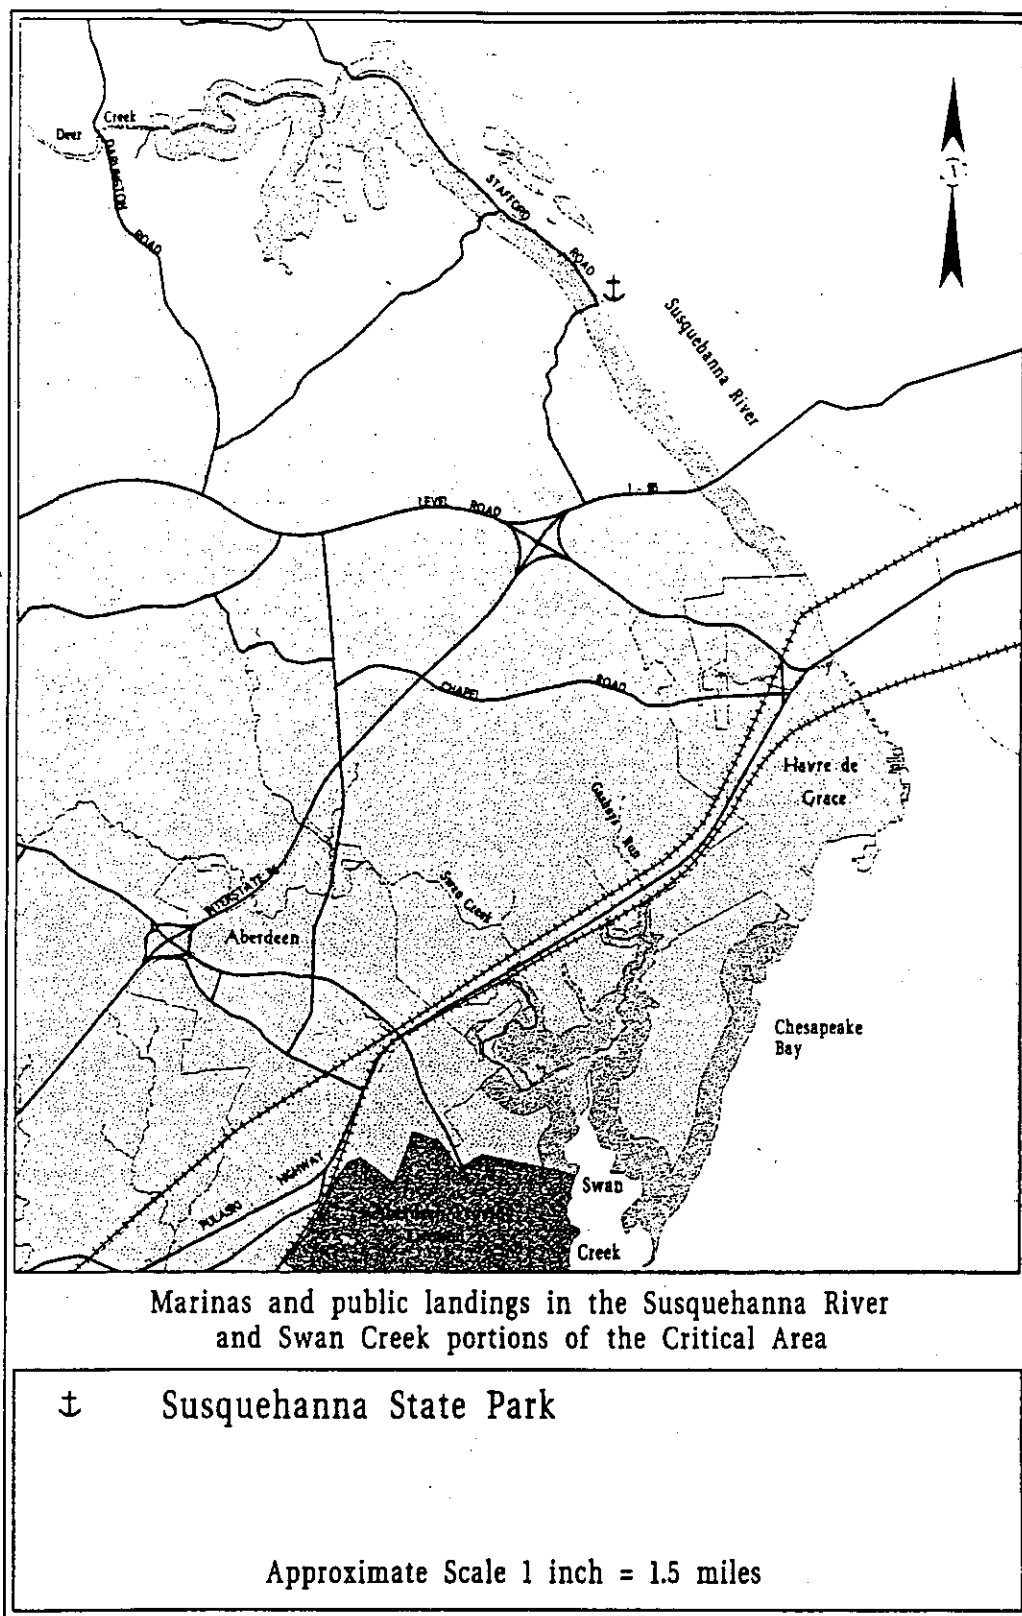 Deer
Creek
DARLINGTON
ROAD
STAFFORD
ROAD
Susquehanna River
LEVEL ROAD
CHAPEL ROAD
Havre de
Grace
Run
Swan Creek
INTERSTATE
Aberdeen
Chesapeake
Bay
PULASKI HIGHWAY
Swan
Creek
Marinas and public landings in the Susquehanna River
and Swan Creek portions of the Critical Area
Susquehanna State Park
Approximate Scale 1 inch = 1.5 miles